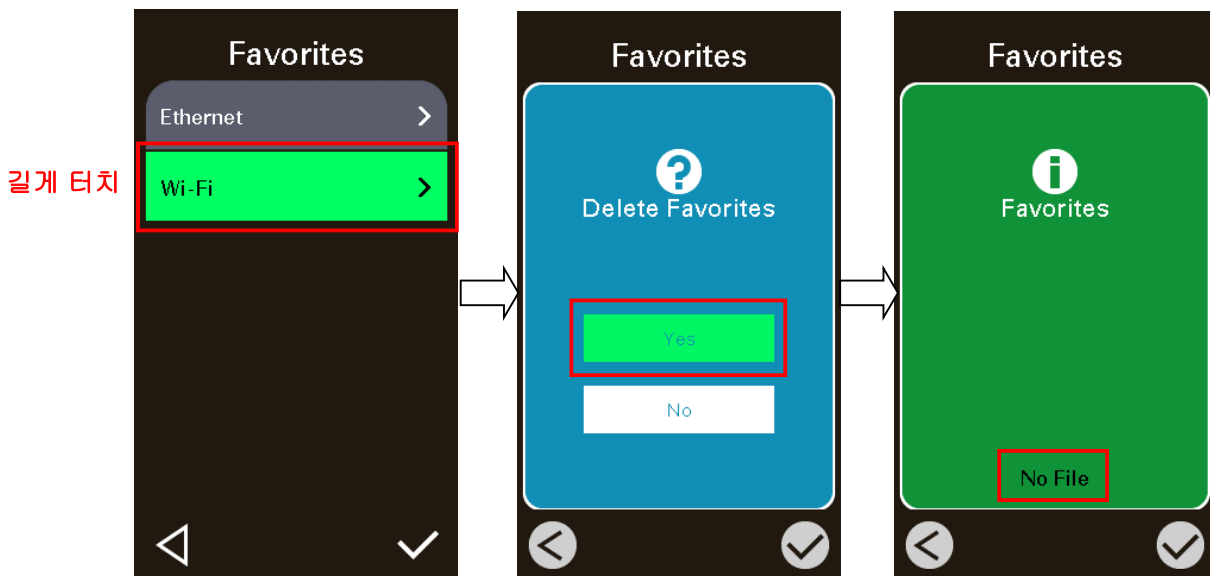 길게 터치
Favorites
Ethernet
Wi-Fi
Favorites
Delete Favorites
Yes
No
Favorites
Favorites
No File